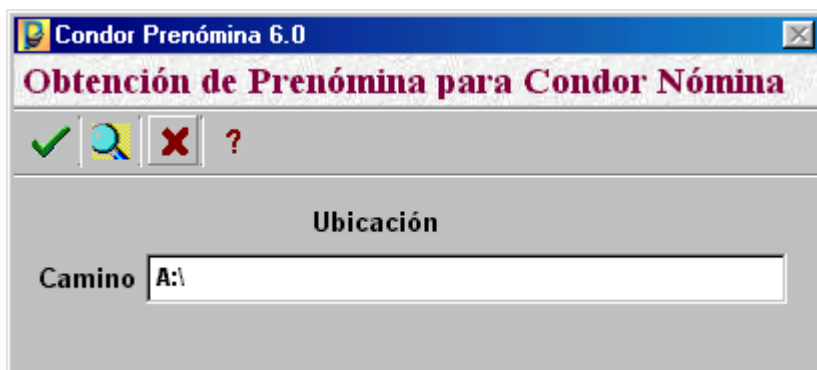 Condor Prenómina 6.0
Obtención de Prenómina para Condor Nómina
?
Ubicación
Camino A:\